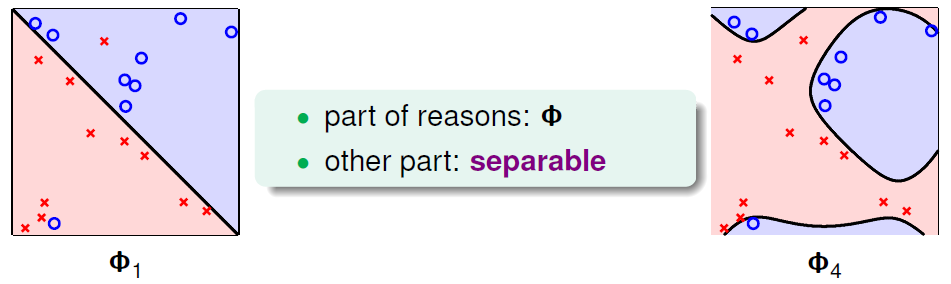 part of reasons: Φ
other part: separable
Φ1
Φ4